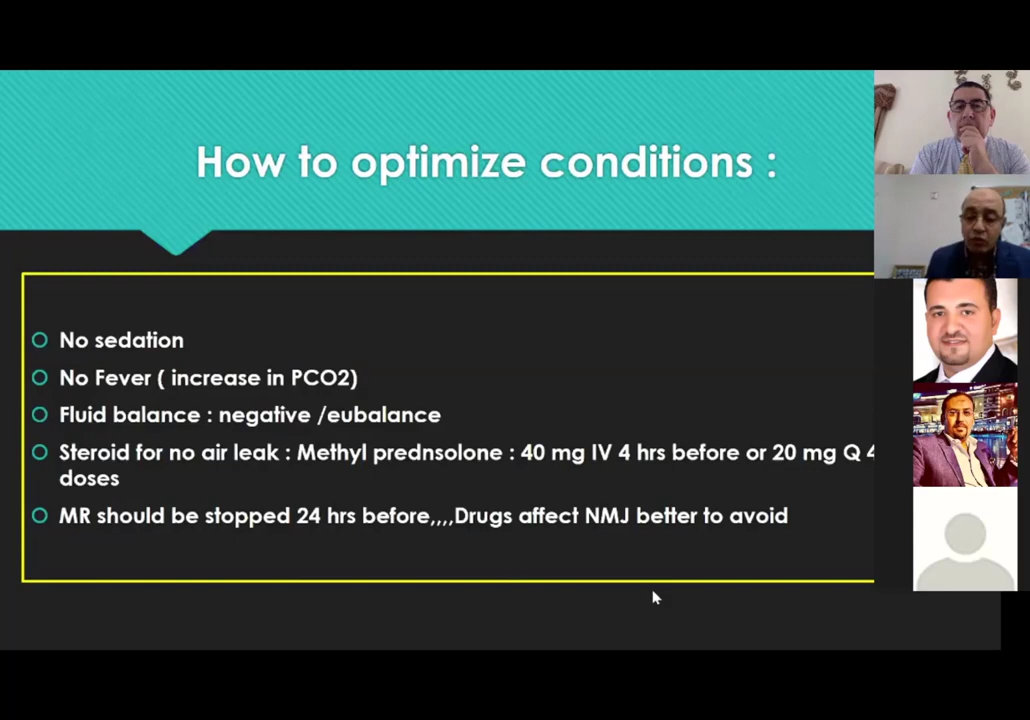 How to optimize conditions :
No sedation
No Fever ( increase in PCO2)
Fluid balance : negative /eubalance
Steroid for no air leak : Methyl prednsolone : 40 mg IV 4 hrs before or 20 mg Q 4
doses
MR should be stopped 24 hrs before,,,,Drugs affect NMJ better to avoid